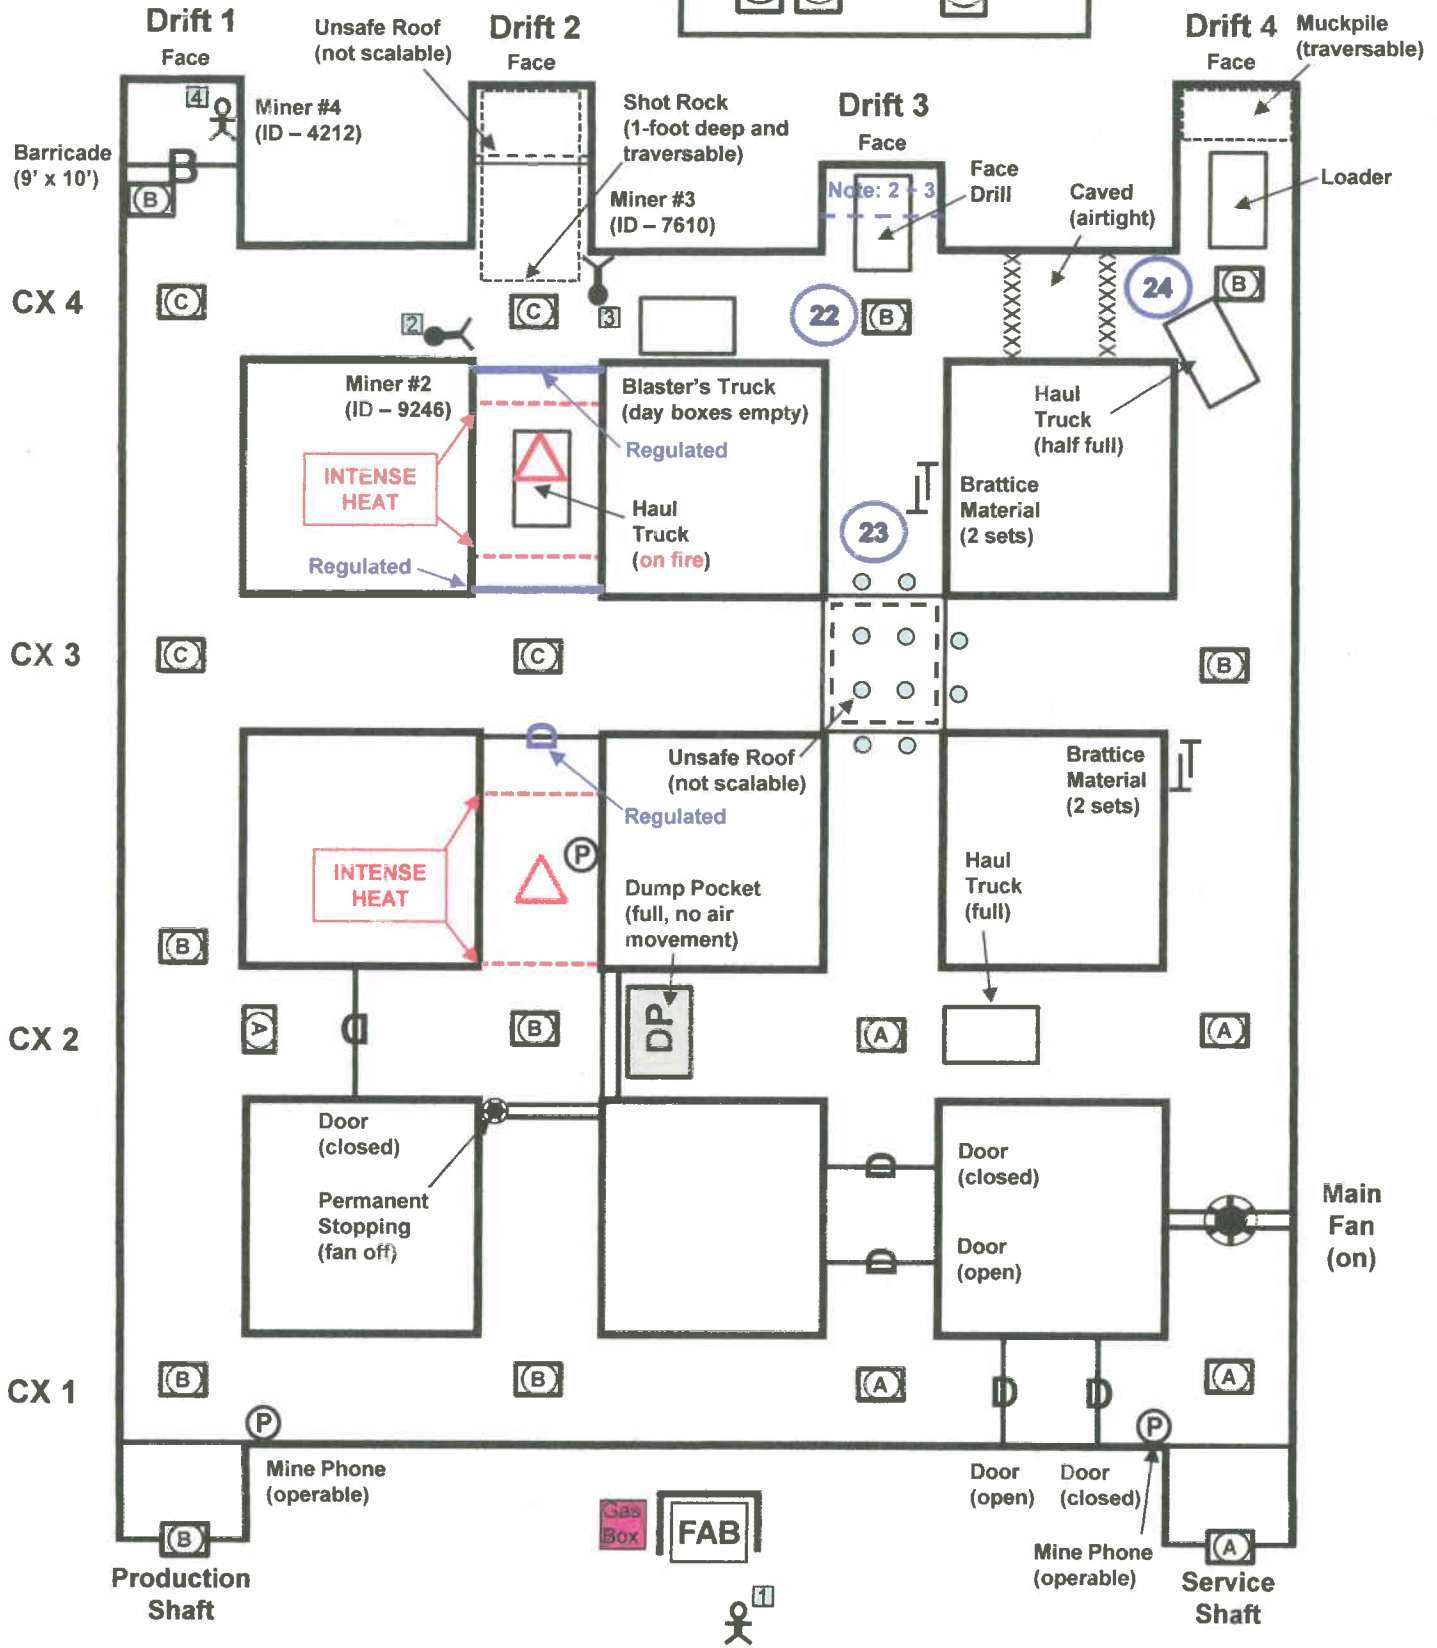 Drift 1
Face
Unsafe Roof
(not scalable)
Drift 2
Face
Drift 4
Face
Muckpile
(traversable)
4
Miner #4
(ID – 4212)
Shot Rock
(1-foot deep and
traversable)
Drift 3
Face
Barricade
(9' x 10')
B
B
Miner #3
(ID – 7610)
Note: 2 + 3
Face
Drill
Caved
(airtight)
Loader
CX 4
C
C
3
2
22
B
24
B
Miner #2
(ID – 9246)
Blaster's Truck
(day boxes empty)
Regulated
Haul
Truck
(half full)
INTENSE
HEAT
Haul
Truck
(on fire)
23
Brattice
Material
(2 sets)
Regulated
CX 3
C
C
B
D
Unsafe Roof
(not scalable)
Regulated
Brattice
Material
(2 sets)
INTENSE
HEAT
P
Dump Pocket
(full, no air
movement)
Haul
Truck
(full)
B
CX 2
A
D
B
DP
A
A
Door
(closed)
Permanent
Stopping
(fan off)
D
Door
(closed)
D
Door
(open)
Main
Fan
(on)
CX 1
B
B
A
D
D
A
P
P
Mine Phone
(operable)
Door
(open)
Door
(closed)
Gas
Box
FAB
B
Production
Shaft
Mine Phone
(operable)
A
Service
Shaft
1